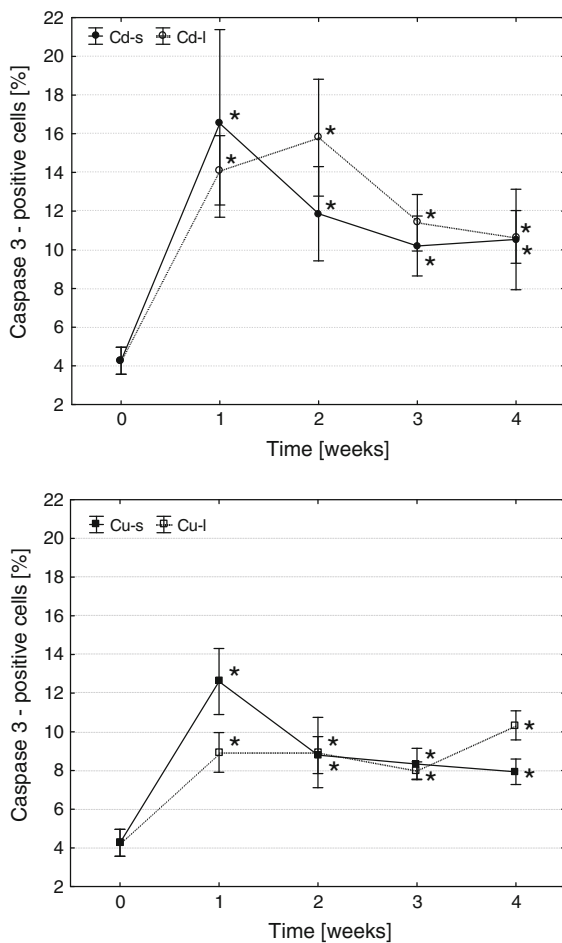 22
Cd-s Cd-l
20
18
16
14
12
10
8
6
4
2
* * * * * * * *
0 1 2 3 4
Time [weeks]
Caspase 3 - positive cells [%]
22
Cu-s Cu-l
20
18
16
14
12
10
8
6
4
2
* * * * * * * *
0 1 2 3 4
Time [weeks]
Caspase 3 - positive cells [%]